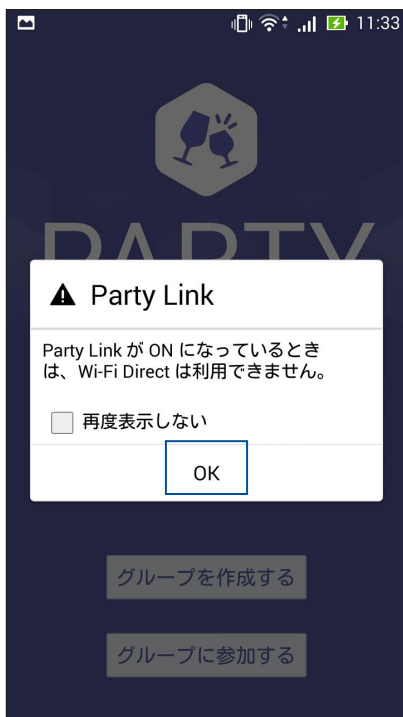 11:33
PARTY
Party Link
Party Link が ON になっているとき
は、Wi-Fi Direct は利用できません。
再度表示しない
OK
グループを作成する
グループに参加する